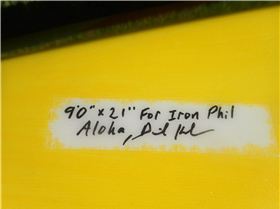 9'0" x 21" For Iron Phil
Aloha,